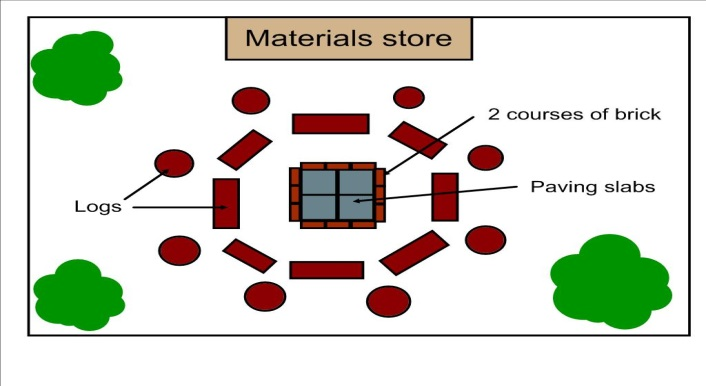 Materials store
2 courses of brick
Paving slabs
Logs